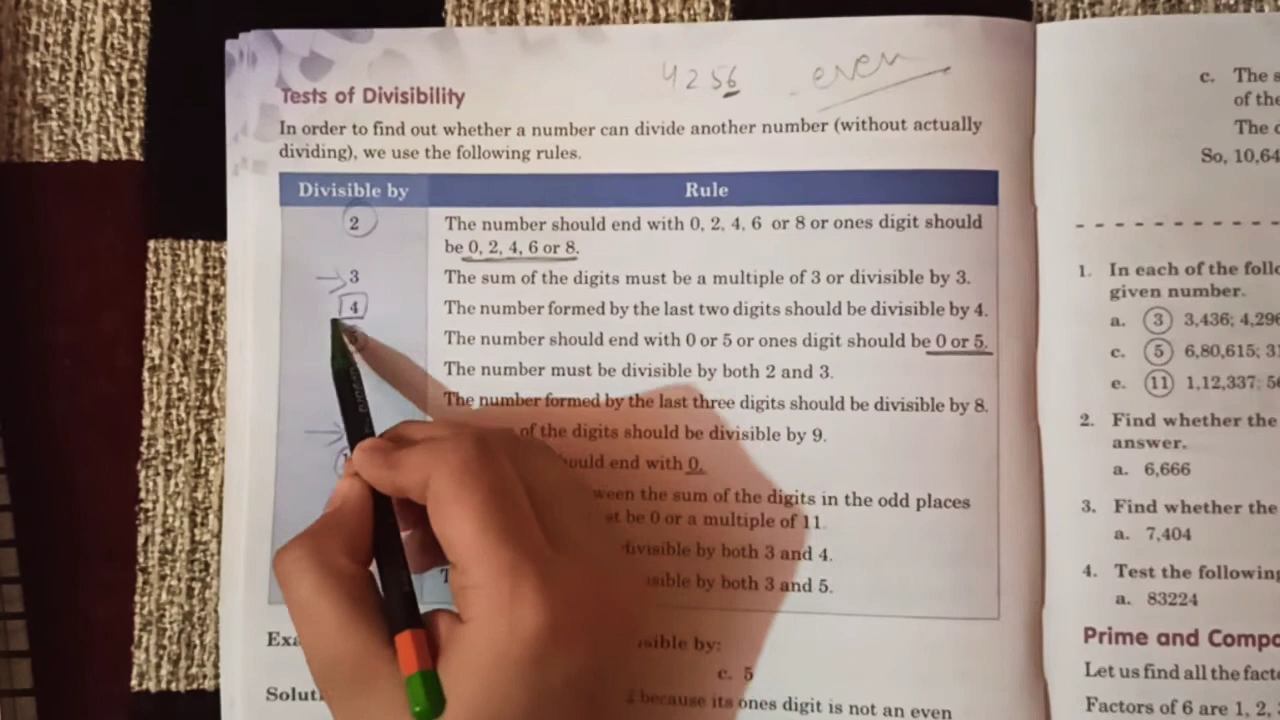 4256 even
Tests of Divisibility
In order to find out whether a number can divide another number (without actually
dividing), we use the following rules.
Divisible by Rule
2 The number should end with 0, 2, 4, 6 or 8 or ones digit should
be 0, 2, 4, 6 or 8.
3 The sum of the digits must be a multiple of 3 or divisible by 3.
4 The number formed by the last two digits should be divisible by 4.
5 The number should end with 0 or 5 or ones digit should be 0 or 5.
The number must be divisible by both 2 and 3.
The number formed by the last three digits should be divisible by 8.
of the digits should be divisible by 9.
end with 0.
the sum of the digits in the odd places
be 0 or a multiple of 11.
by both 3 and 4.
by both 3 and 5.
by:
c. 5
because its ones digit is not an even
c. The
of the
The
So, 10,64
1. In each of the
given number.
a. 3 3,436; 4,296
c. 5 6,80,615;
e. 11 1,12,337;
2. Find whether the
answer.
a. 6,666
3. Find whether the
a. 7,404
4. Test the following
a. 83224
Prime and
Let us find all the
Factors of 6 are 1, 2,